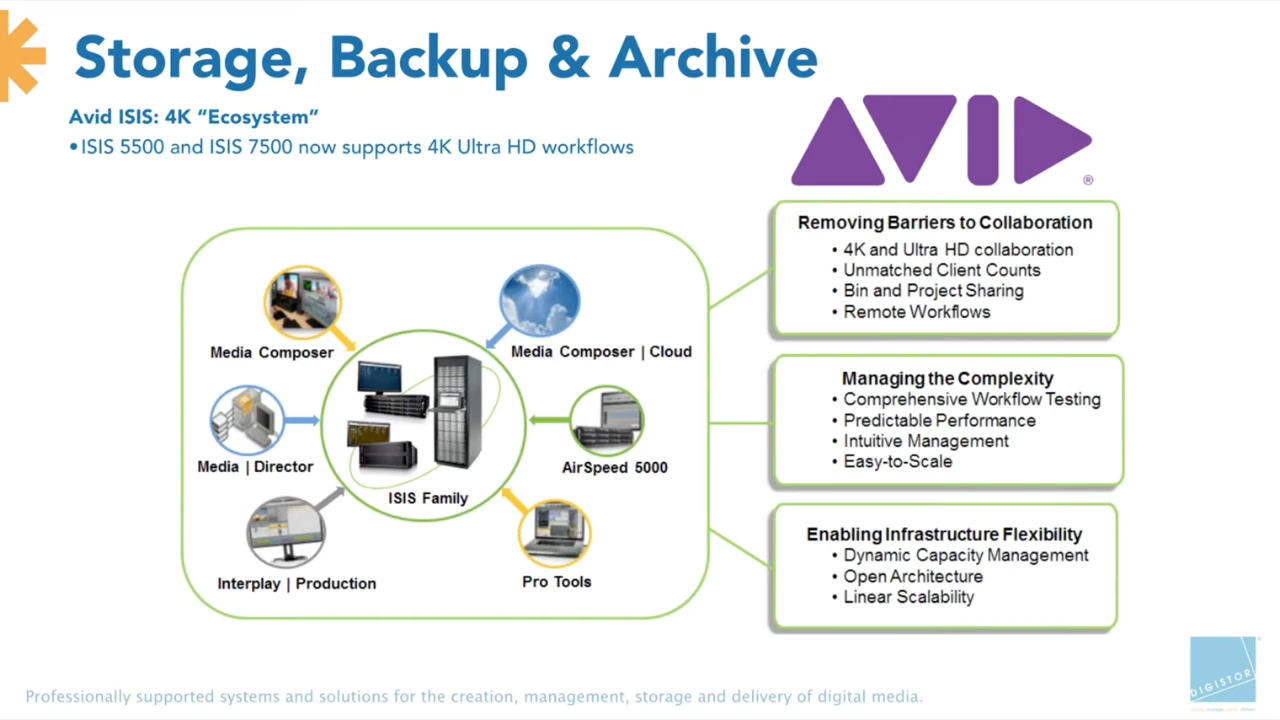 Storage, Backup & Archive
Avid ISIS: 4K “Ecosystem”
•ISIS 5500 and ISIS 7500 now supports 4K Ultra HD workflows
AVID
®
Removing Barriers to Collaboration
• 4K and Ultra HD collaboration
• Unmatched Client Counts
• Bin and Project Sharing
• Remote Workflows
Media Composer
Media Composer | Cloud
Managing the Complexity
• Comprehensive Workflow Testing
• Predictable Performance
• Intuitive Management
• Easy-to-Scale
Media | Director
AirSpeed 5000
ISIS Family
Enabling Infrastructure Flexibility
• Dynamic Capacity Management
• Open Architecture
• Linear Scalability
Interplay | Production
Pro Tools
DIGISTOR
Professionally supported systems and solutions for the creation, management, storage and delivery of digital media.